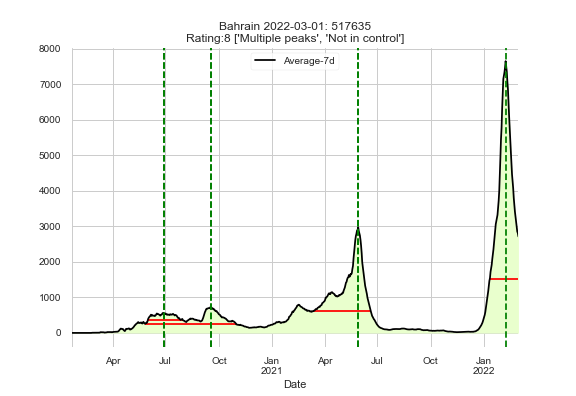 Bahrain 2022-03-01: 517635
Rating:8 ['Multiple peaks', 'Not in control']
Average-7d
8000
7000
6000
5000
4000
3000
2000
1000
0
Apr Jul Oct Jan Apr Jul Oct Jan
2021 2022
Date